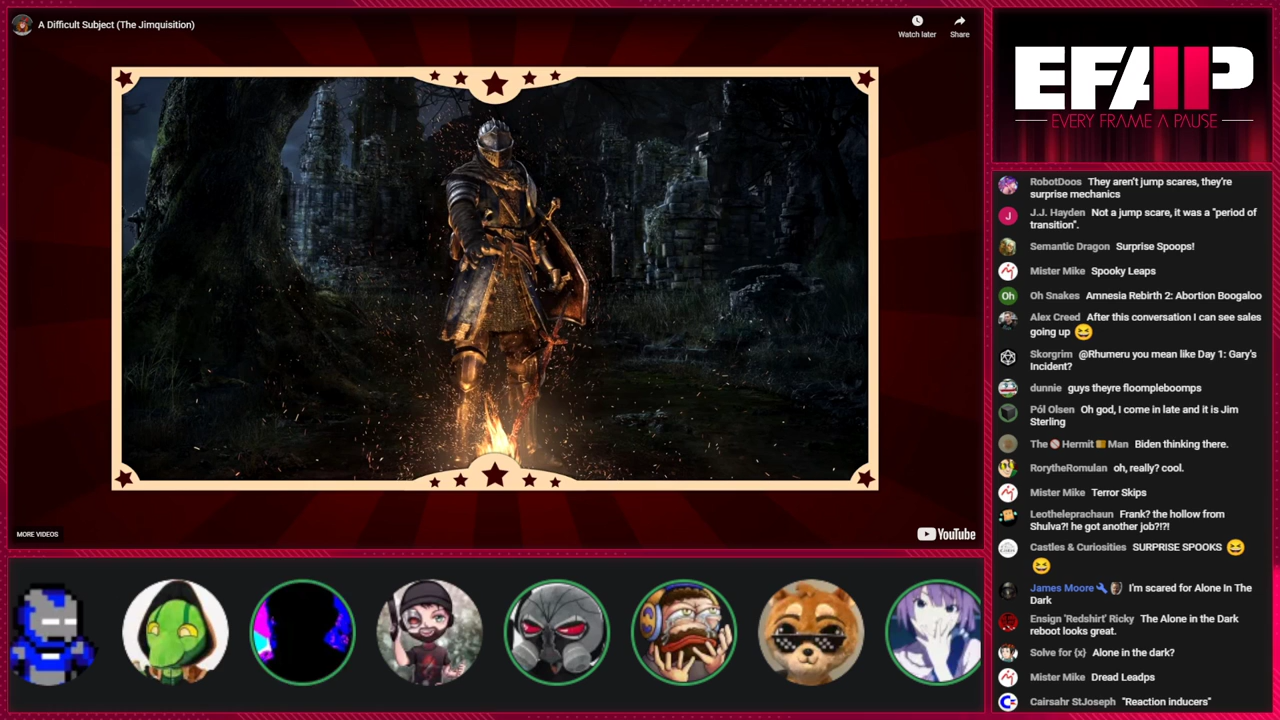 A Difficult Subject (The Jimquisition)
Watch later
Share
MORE VIDEOS
YouTube
EFAP
EVERY FRAME A PAUSE
RobotDoos They aren't jump scares, they're
surprise mechanics
J
J.J. Hayden Not a jump scare, it was a "period of
transition".
Semantic Dragon Surprise Spoops!
Mister Mike Spooky Leaps
Oh
Oh Snakes Amnesia Rebirth 2: Abortion Boogaloo
Alex Creed After this conversation I can see sales
going up 😆
Skorgrim @Rhumeru you mean like Day 1: Gary's
Incident?
dunnie guys theyre floompleboomps
Pól Olsen Oh god, I come in late and it is Jim
Sterling
The Hermit Man Biden thinking there.
RorytheRomulan oh, really? cool.
Mister Mike Terror Skips
Leotheleprachaun Frank? the hollow from
Shulva?! he got another job?!?!
Castles & Curiosities SURPRISE SPOOKS 😆
😆
James Moore I'm scared for Alone In The
Dark
Ensign 'Redshirt' Ricky The Alone in the Dark
reboot looks great.
Solve for {x} Alone in the dark?
Mister Mike Dread Leadps
Cairsahr StJoseph "Reaction inducers"